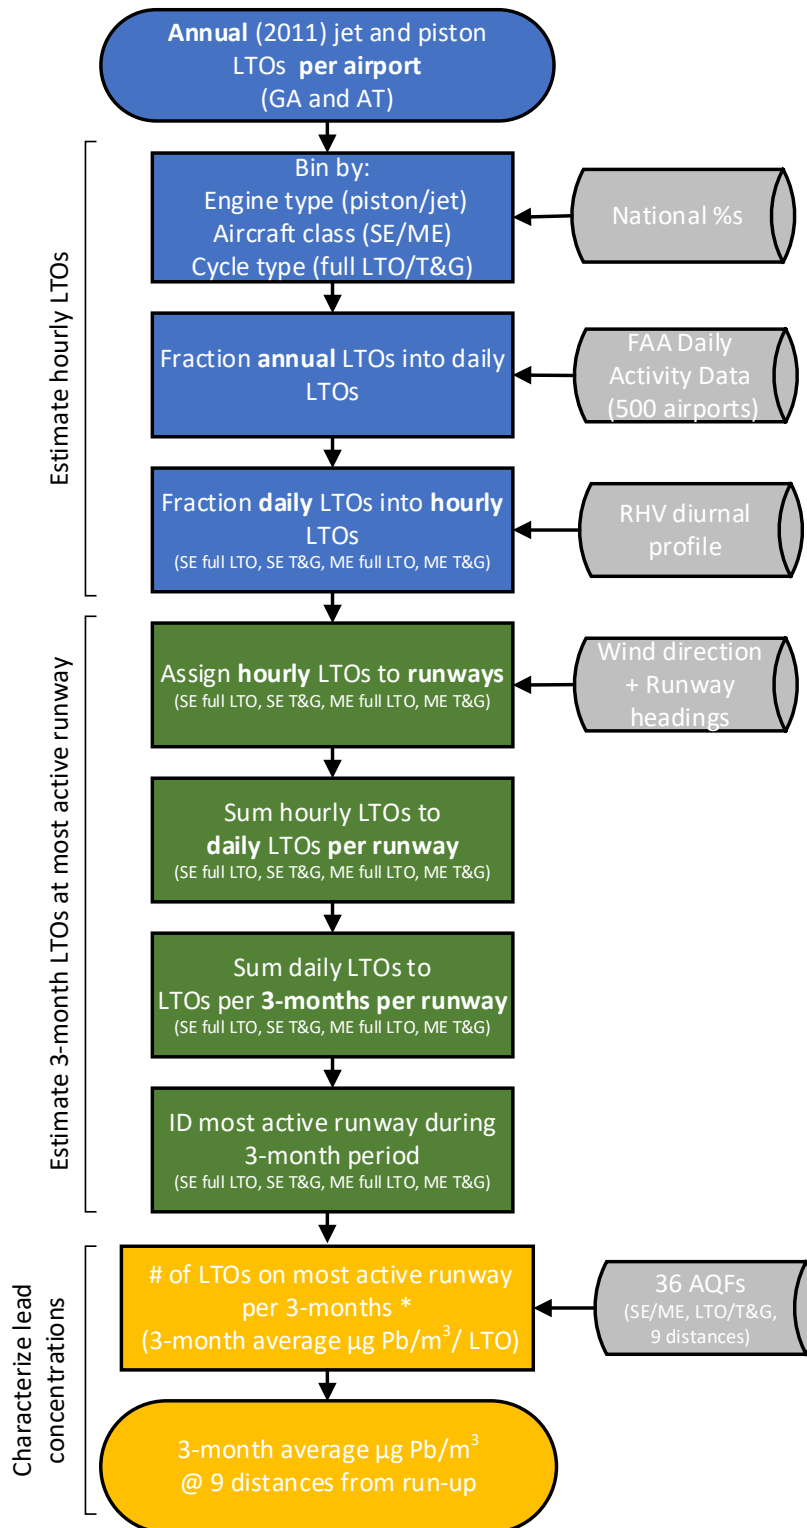 Annual (2011) jet and piston
LTOs per airport
(GA and AT)
Estimate hourly LTOs
Bin by:
Engine type (piston/jet)
Aircraft class (SE/ME)
Cycle type (full LTO/T&G)
National %s
Fraction annual LTOs into daily
LTOs
FAA Daily
Activity Data
(500 airports)
Fraction daily LTOs into hourly
LTOs
(SE full LTO, SE T&G, ME full LTO, ME T&G)
RHV diurnal
profile
Estimate 3-month LTOs at most active runway
Assign hourly LTOs to runways
(SE full LTO, SE T&G, ME full LTO, ME T&G)
Wind direction
+ Runway
headings
Sum hourly LTOs to
daily LTOs per runway
(SE full LTO, SE T&G, ME full LTO, ME T&G)
Sum daily LTOs to
LTOs per 3-months per runway
(SE full LTO, SE T&G, ME full LTO, ME T&G)
ID most active runway during
3-month period
(SE full LTO, SE T&G, ME full LTO, ME T&G)
Characterize lead
concentrations
# of LTOs on most active runway
per 3-months *
(3-month average µg Pb/m³/ LTO)
36 AQFs
(SE/ME, LTO/T&G,
9 distances)
3-month average µg Pb/m³
@ 9 distances from run-up